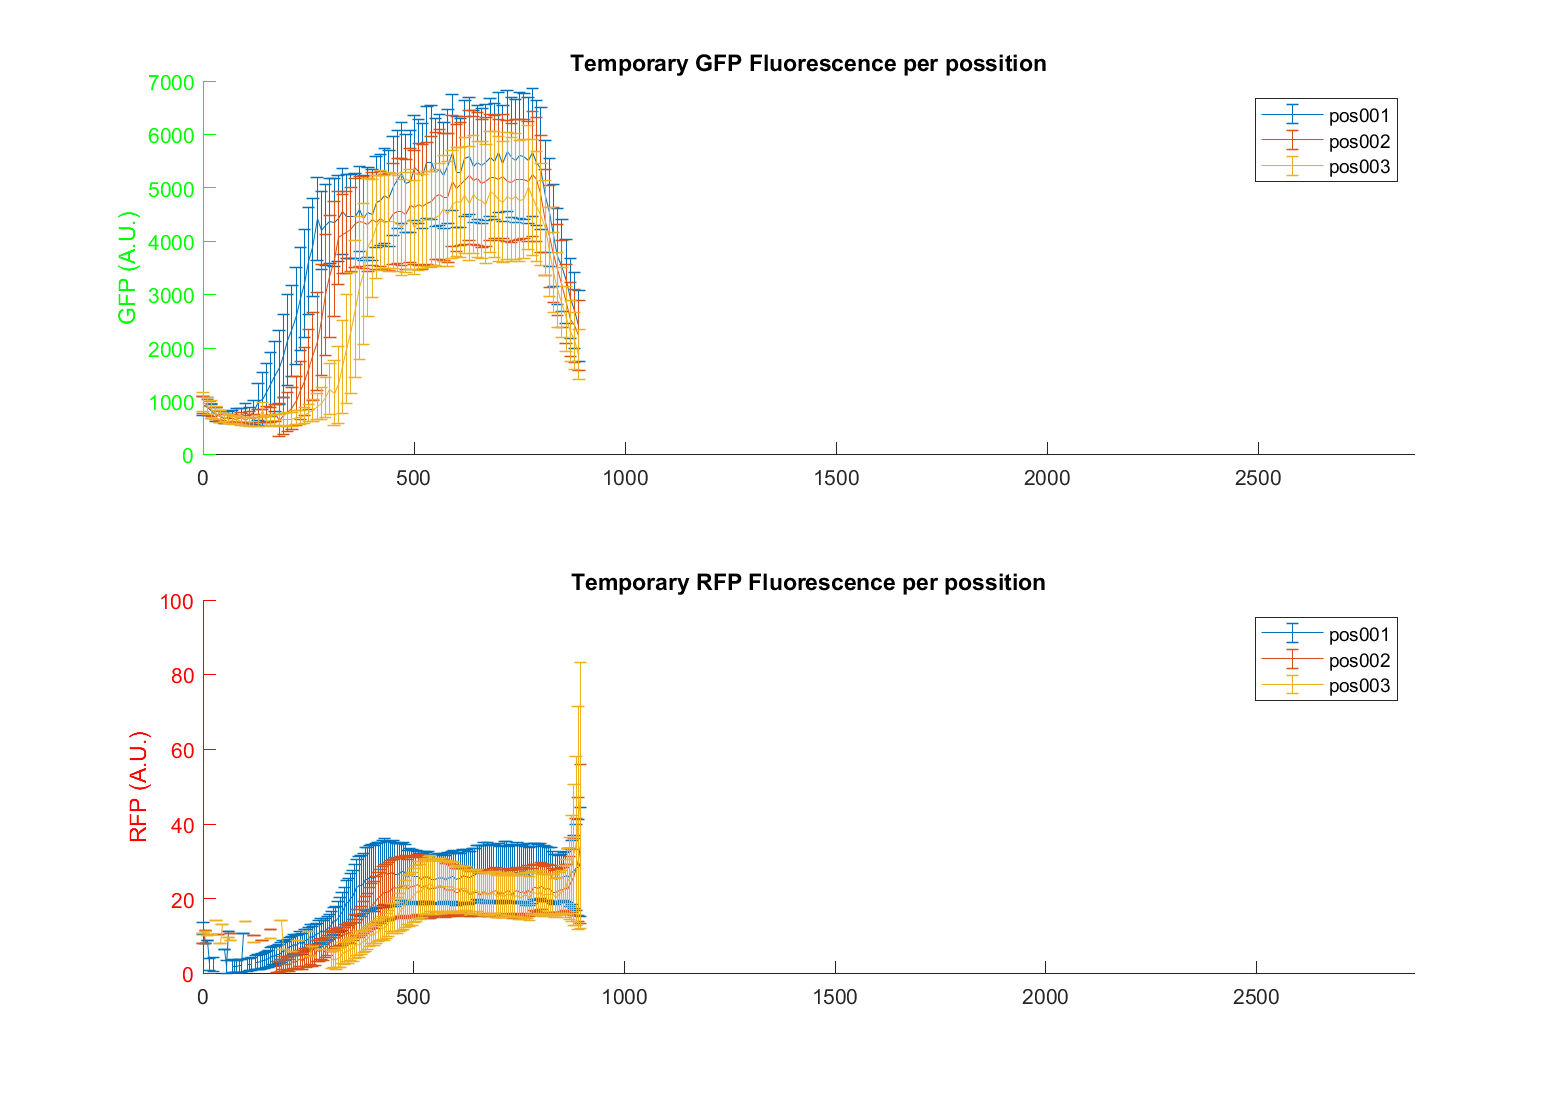 Temporary GFP Fluorescence per possition
GFP (A.U.)
7000
6000
5000
4000
3000
2000
1000
0
0 500 1000 1500 2000 2500
pos001
pos002
pos003
Temporary RFP Fluorescence per possition
RFP (A.U.)
100
80
60
40
20
0
0 500 1000 1500 2000 2500
pos001
pos002
pos003